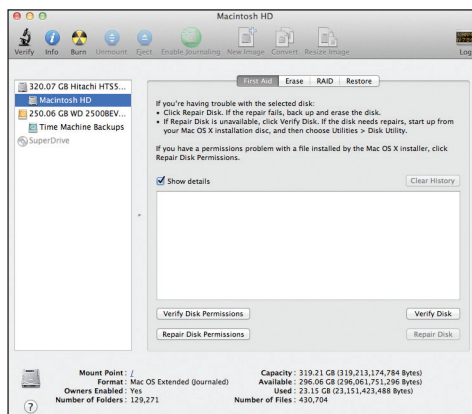 Macintosh HD
Verify Info Burn Unmount Eject Enable Journaling New Image Convert Resize Image Log
320.07 GB Hitachi HTS5...
Macintosh HD
250.06 GB WD 2500BEV...
Time Machine Backups
SuperDrive
First Aid Erase RAID Restore
If you're having trouble with the selected disk:
• Click Repair Disk. If the repair fails, back up and erase the disk.
• If Repair Disk is unavailable, click Verify Disk. If the disk needs repairs, start up from
your Mac OS X installation disc, and then choose Utilities > Disk Utility.
If you have a permissions problem with a file installed by the Mac OS X installer, click
Repair Disk Permissions.
Show details
Clear History
Verify Disk Permissions
Verify Disk
Repair Disk Permissions
Repair Disk
Mount Point : /
Format : Mac OS Extended (Journaled)
Owners Enabled : Yes
Number of Folders : 129,271
Capacity : 319.21 GB (319,213,174,784 Bytes)
Available : 296.06 GB (296,061,751,296 Bytes)
Used : 23.15 GB (23,151,423,488 Bytes)
Number of Files : 430,704
?